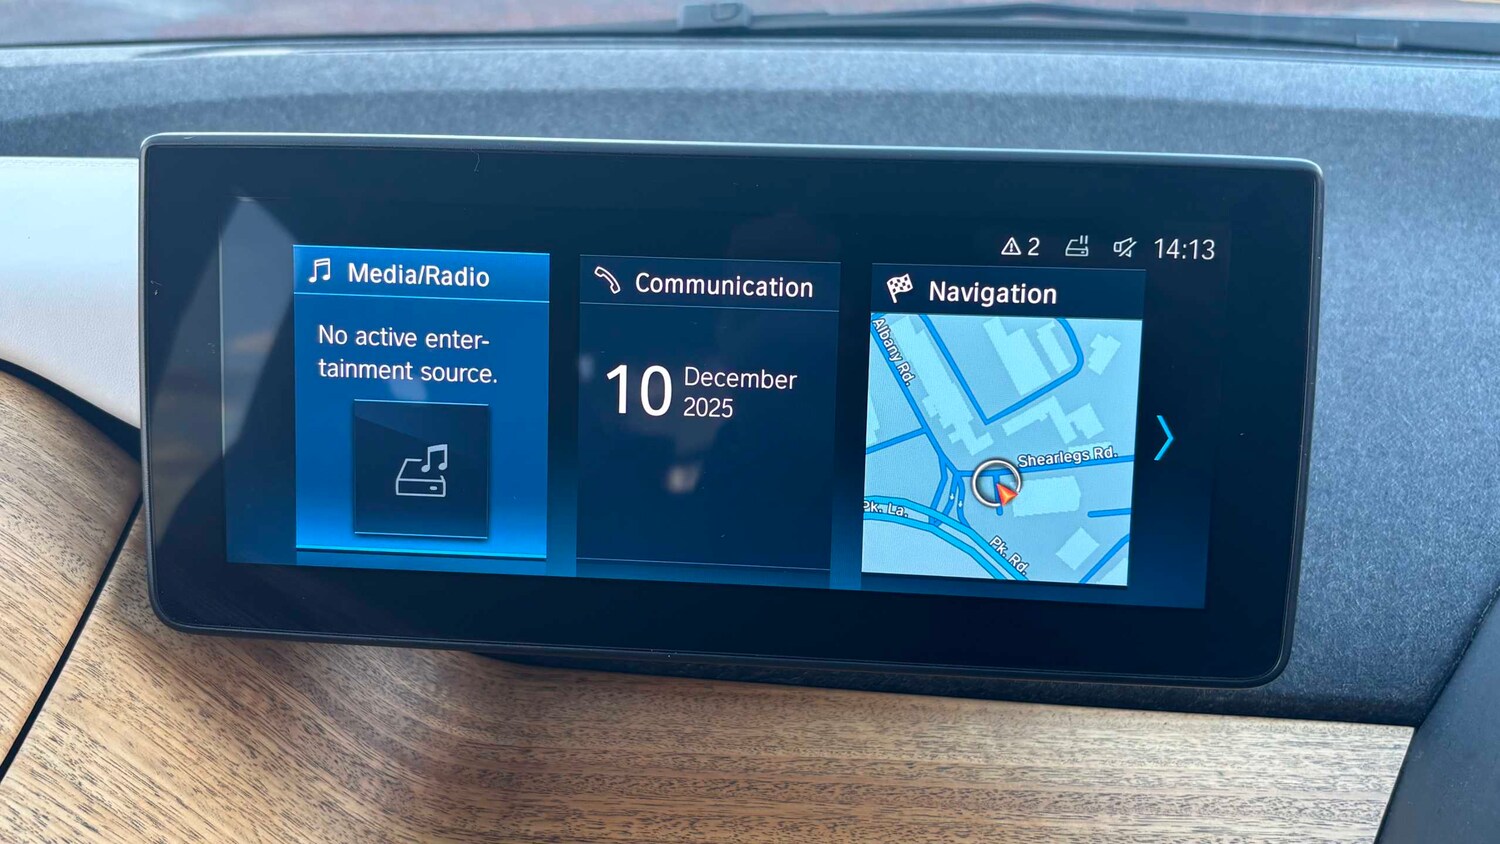 2
14:13
Media/Radio
No active enter-
tainment source.
Communication
10
December
2025
Navigation
Albany Rd.
Shearlegs Rd.
Pk. La.
Pk. Rd.